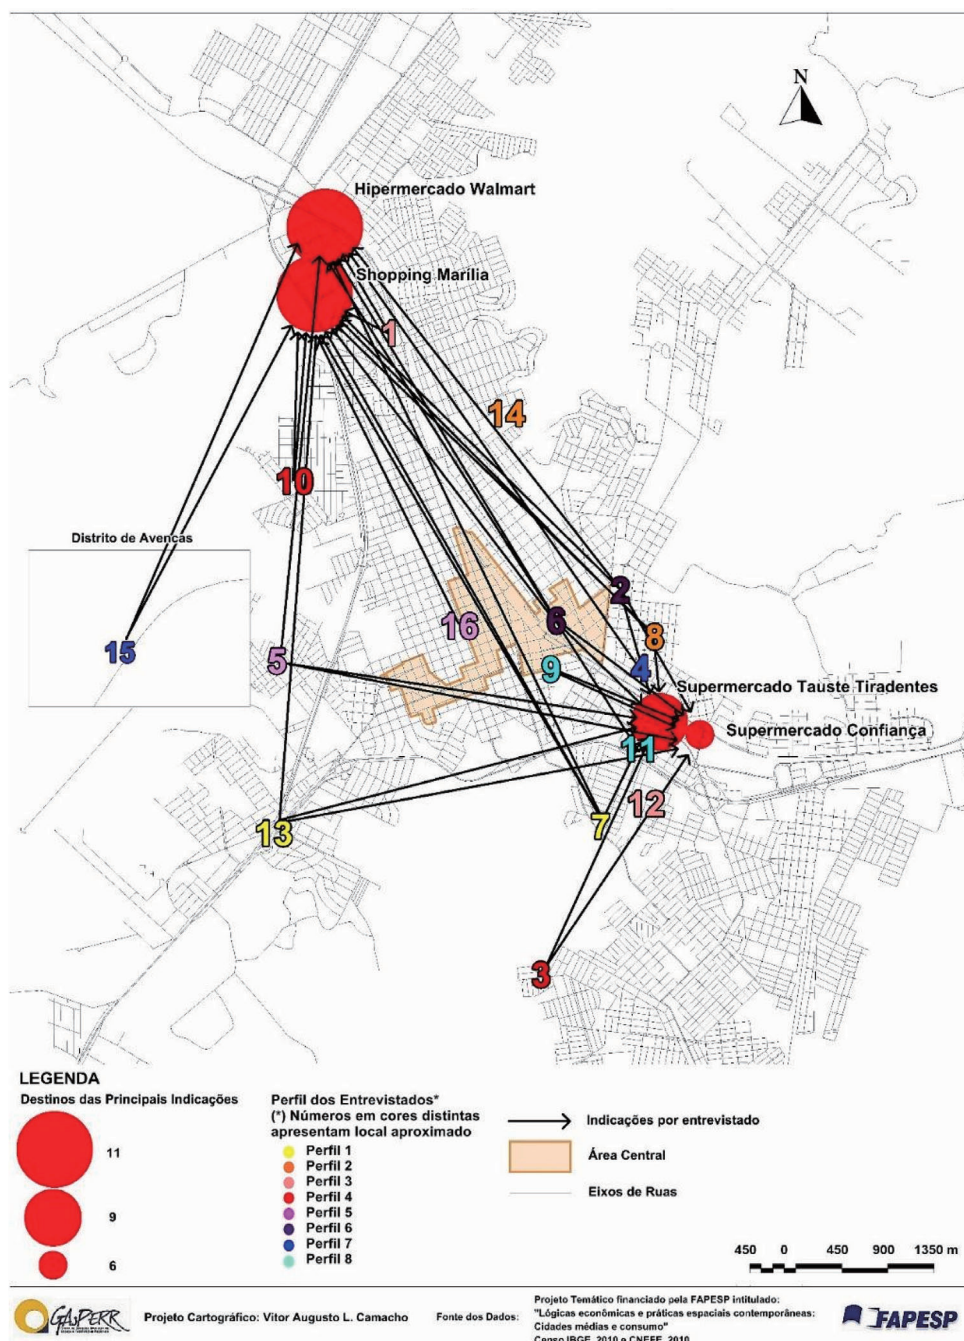 N
Hipermercado Walmart
Shopping Marília
1
14
10
Distrito de Avencas
2
6
16
8
15
5
9
4
Supermercado Tauste Tiradentes
Supermercado Confiança
11
12
13
7
3
LEGENDA
Destinos das Principais Indicações
11
9
6
Perfil dos Entrevistados*
(*) Números em cores distintas
apresentam local aproximado
Perfil 1
Perfil 2
Perfil 3
Perfil 4
Perfil 5
Perfil 6
Perfil 7
Perfil 8
Indicações por entrevistado
Área Central
Eixos de Ruas
450 0 450 900 1350 m
GAsPERR
Projeto Cartográfico: Vitor Augusto L. Camacho
Fonte dos Dados:
Projeto Temático financiado pela FAPESP intitulado:
"Lógicas econômicas e práticas espaciais contemporâneas:
Cidades médias e consumo"
Censo IBGE, 2010 e CNEFE, 2010
FAPESP